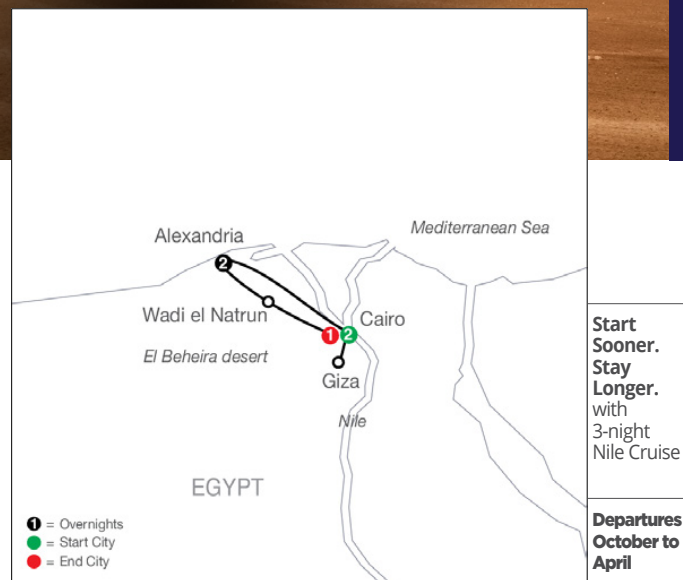 Mediterranean Sea
Alexandria
2
Wadi el Natrun
Cairo
1 2
El Beheira desert
Giza
Nile
EGYPT
1 = Overnights
= Start City
= End City
Start
Sooner.
Stay
Longer.
with
3-night
Nile Cruise
Departures
October to
April